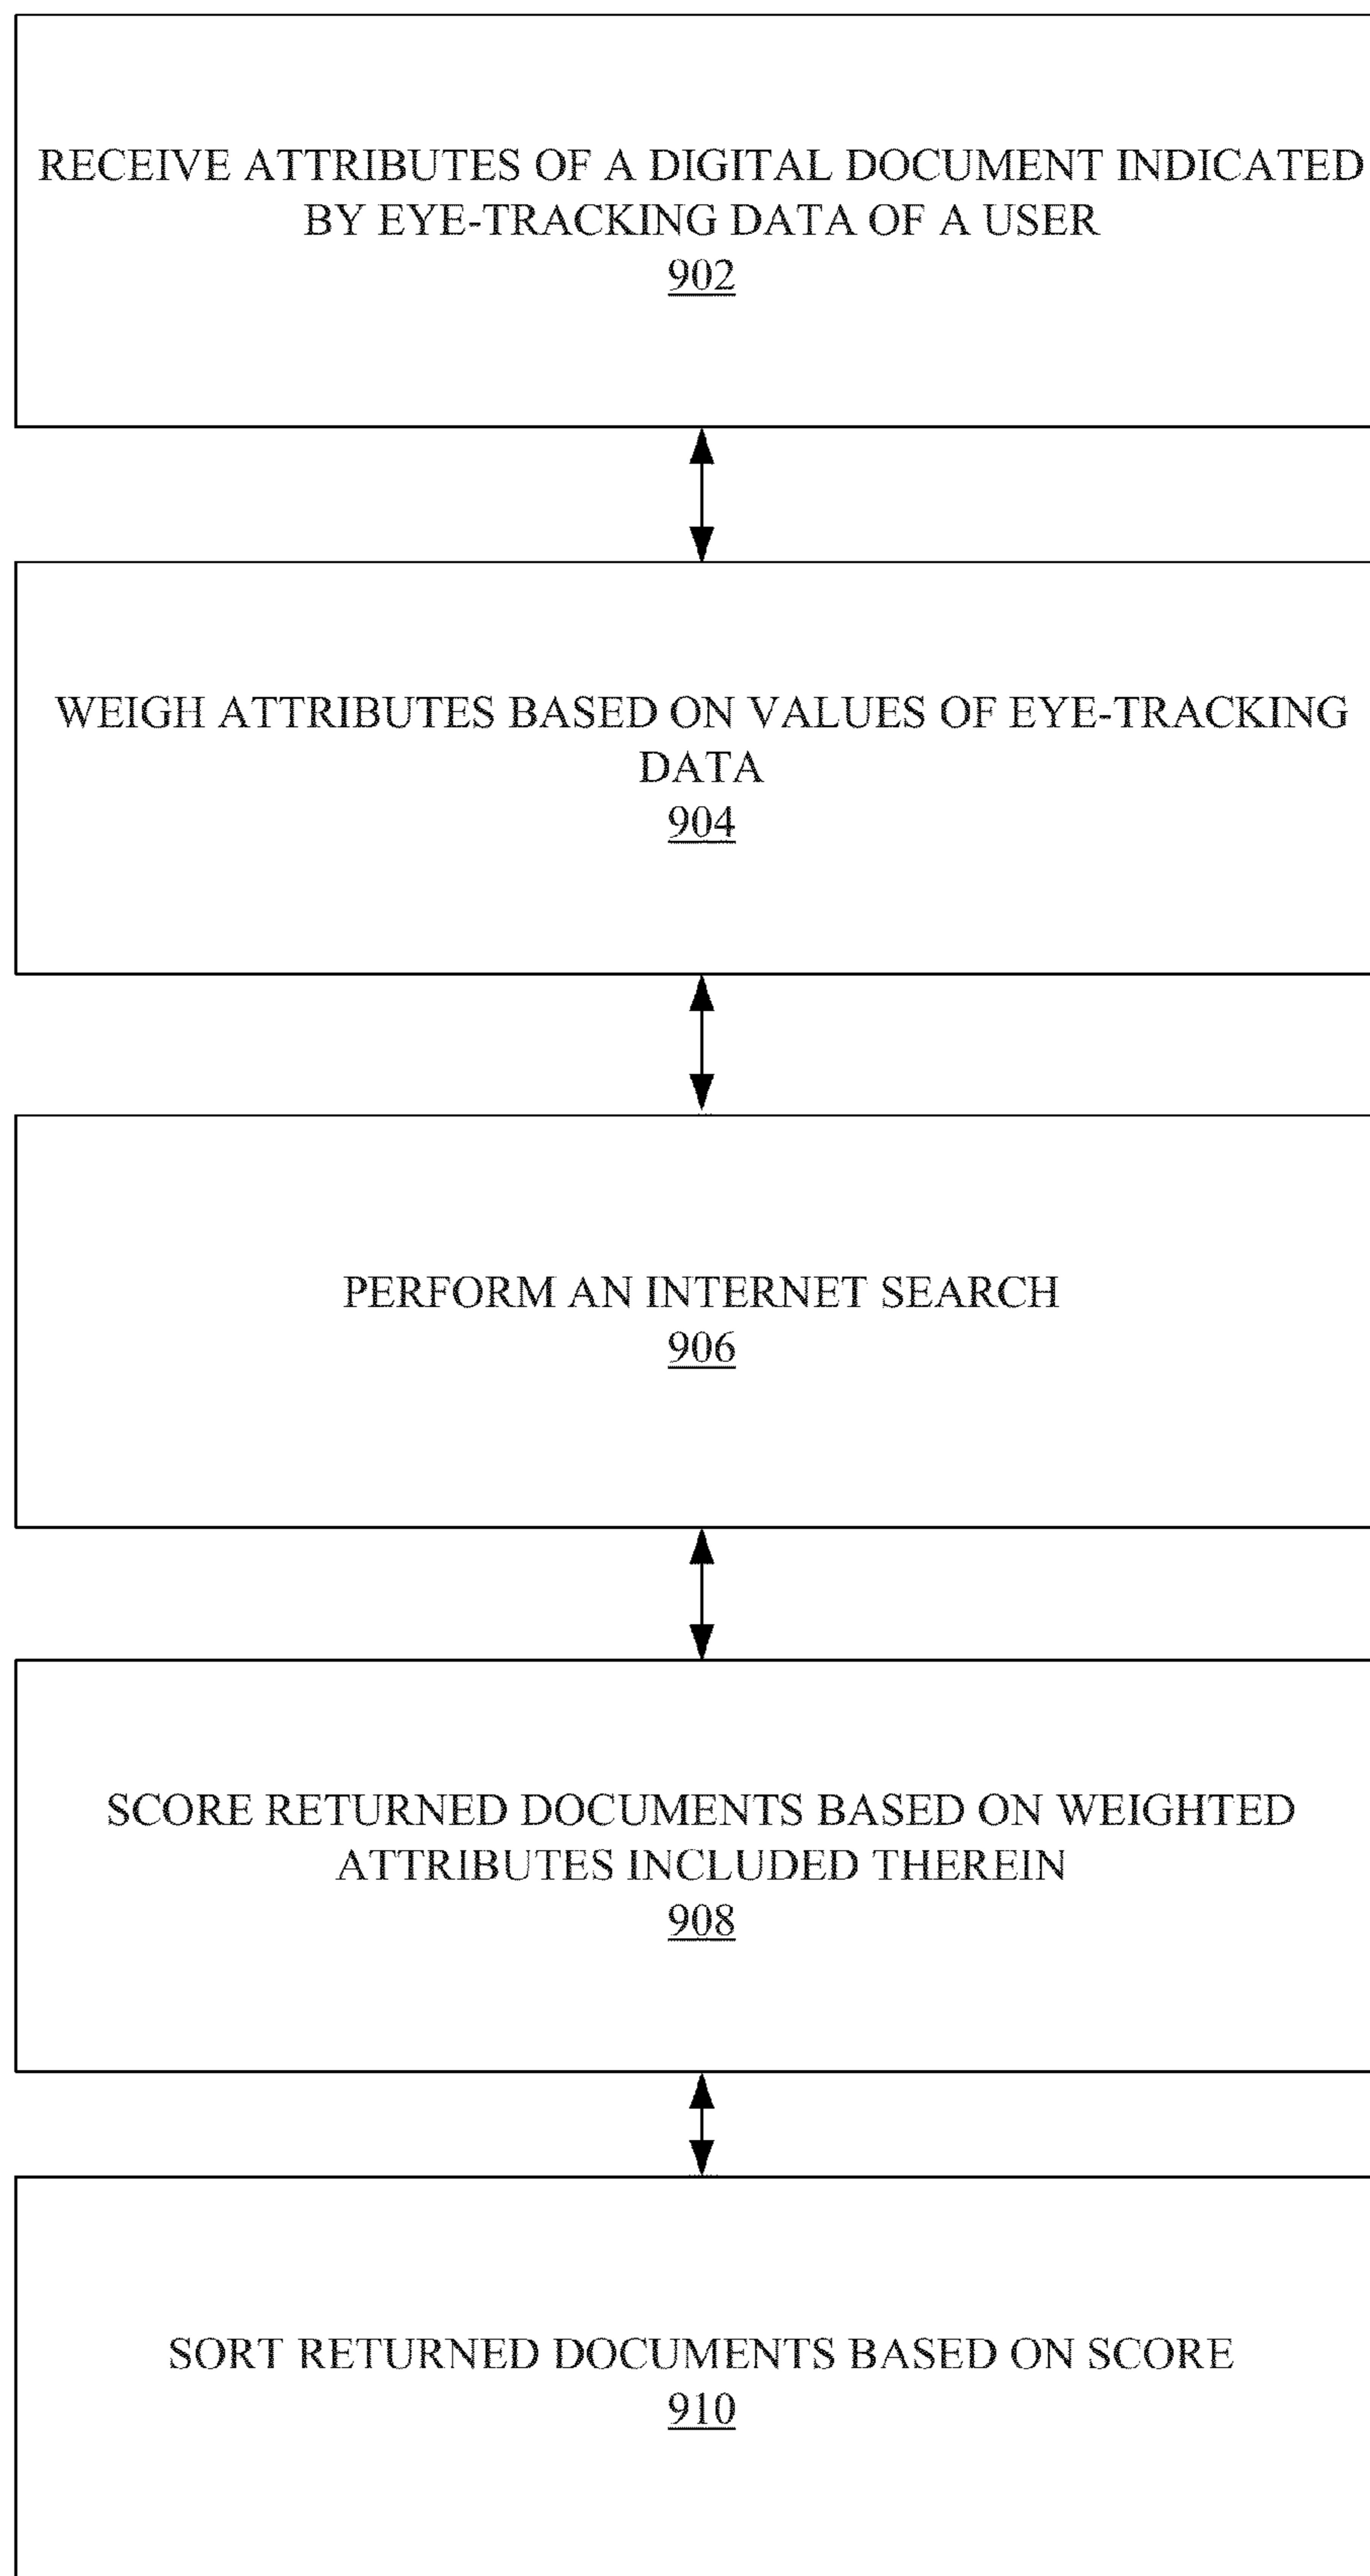 RECEIVE ATTRIBUTES OF A DIGITAL DOCUMENT INDICATED
BY EYE-TRACKING DATA OF A USER
902
WEIGH ATTRIBUTES BASED ON VALUES OF EYE-TRACKING
DATA
904
PERFORM AN INTERNET SEARCH
906
SCORE RETURNED DOCUMENTS BASED ON WEIGHTED
ATTRIBUTES INCLUDED THEREIN
908
SORT RETURNED DOCUMENTS BASED ON SCORE
910